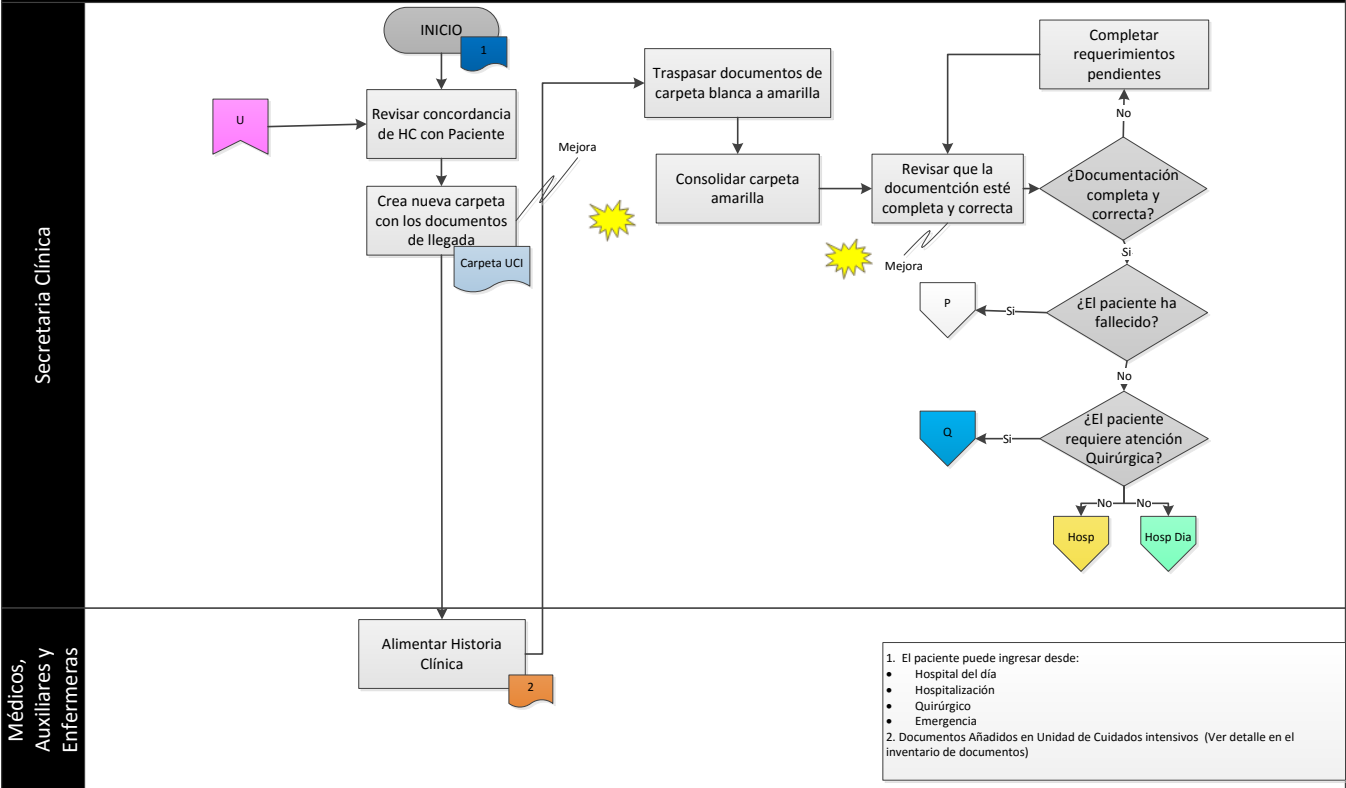 Secretaria Clínica
INICIO
1
U
Revisar concordancia
de HC con Paciente
Mejora
Crea nueva carpeta
con los documentos
de llegada
Carpeta UCI
Traspasar documentos de
carpeta blanca a amarilla
Consolidar carpeta
amarilla
Revisar que la
documentción esté
completa y correcta
Mejora
Completar
requerimientos
pendientes
No
¿Documentación
completa y
correcta?
Si
¿El paciente ha
fallecido?
Si
P
No
¿El paciente
requiere atención
Quirúrgica?
Si
Q
No
No
Hosp
Hosp Dia
Médicos,
Auxiliares y
Enfermeras
Alimentar Historia
Clínica
2
1. El paciente puede ingresar desde:
• Hospital del día
• Hospitalización
• Quirúrgico
• Emergencia
2. Documentos Añadidos en Unidad de Cuidados intensivos (Ver detalle en el
inventario de documentos)